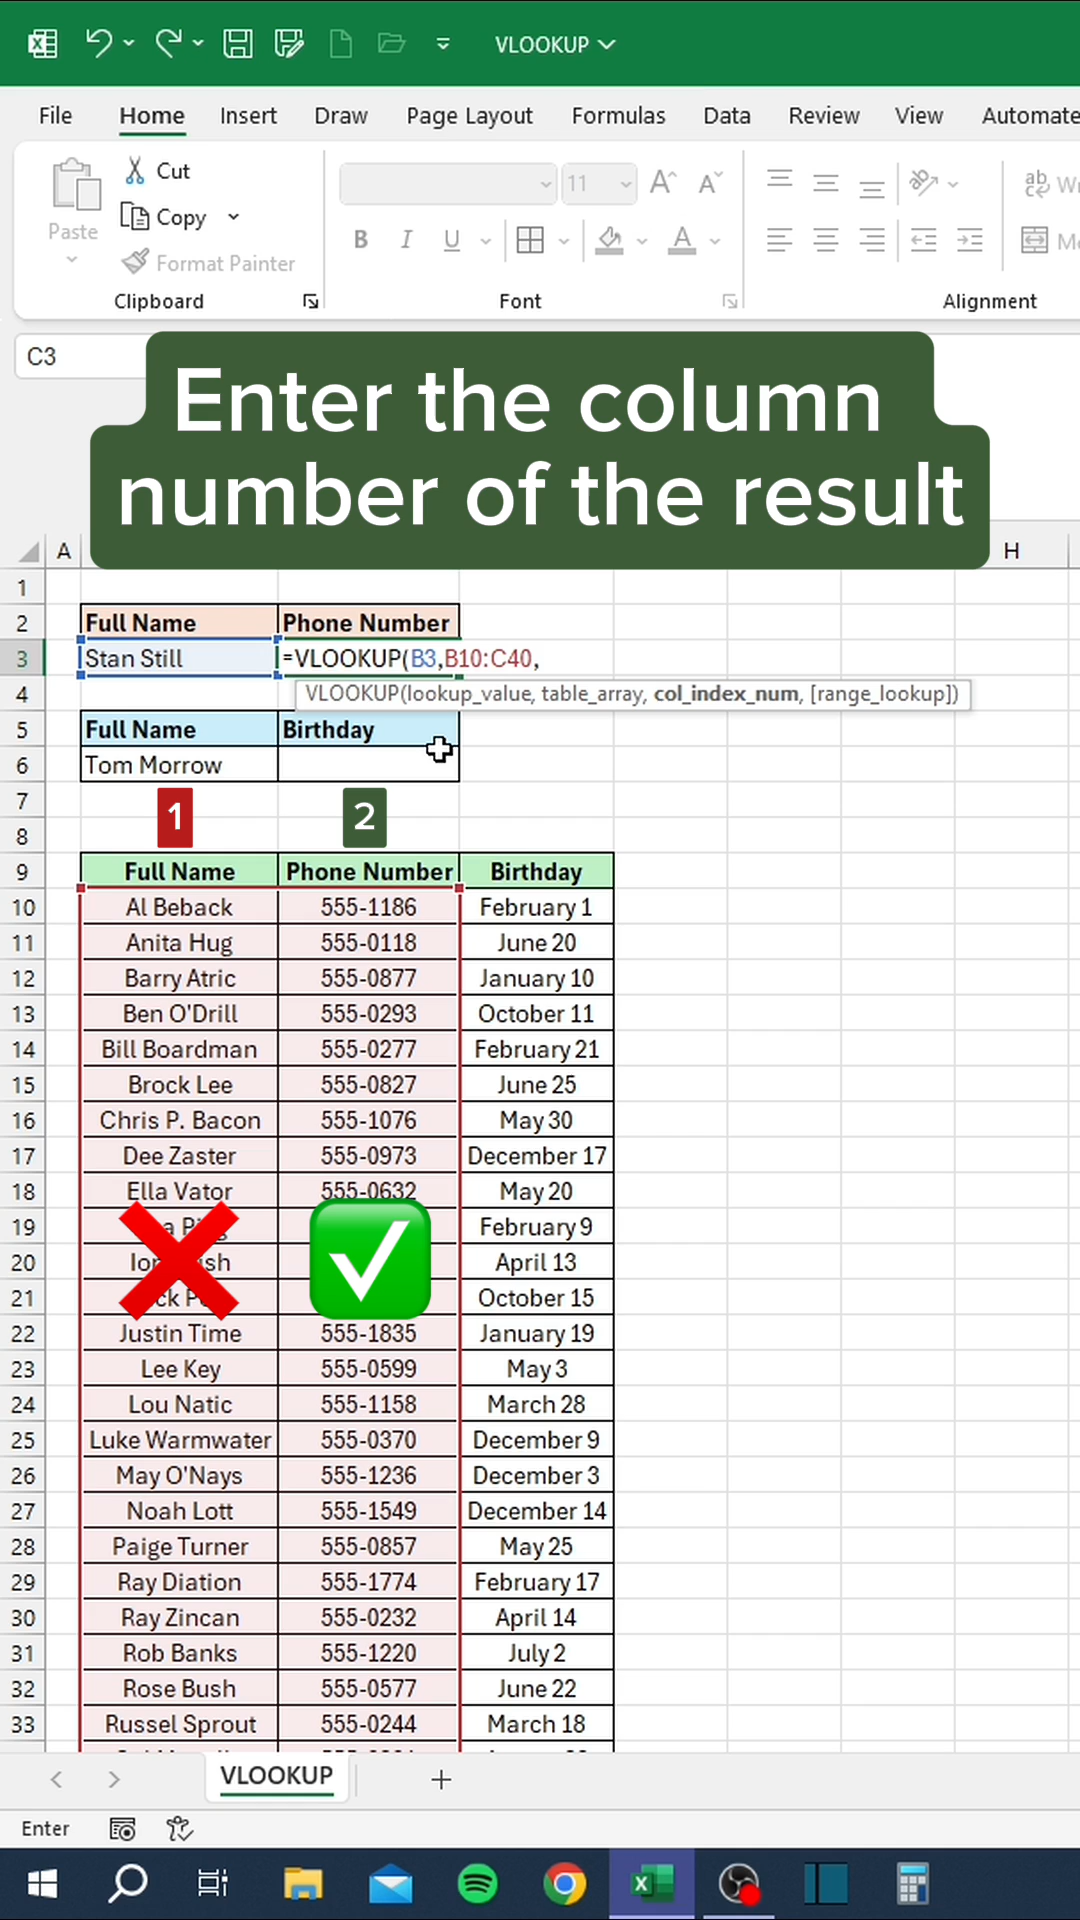 VLOOKUP
File Home Insert Draw Page Layout Formulas Data Review View Automate
Paste
Cut
Copy
Format Painter
Clipboard
11
B I U
Font
ab
Alignment
C3
Enter the column
number of the result
A H
1
2 Full Name Phone Number
3 Stan Still =VLOOKUP(B3,B10:C40,
4 VLOOKUP(lookup_value, table_array, col_index_num, [range_lookup])
5 Full Name Birthday
6 Tom Morrow
7
1 2
8
9 Full Name Phone Number Birthday
10 Al Beback 555-1186 February 1
11 Anita Hug 555-0118 June 20
12 Barry Atric 555-0877 January 10
13 Ben O'Drill 555-0293 October 11
14 Bill Boardman 555-0277 February 21
15 Brock Lee 555-0827 June 25
16 Chris P. Bacon 555-1076 May 30
17 Dee Zaster 555-0973 December 17
18 Ella Vator 555-0632 May 20
19 February 9
20 April 13
21 October 15
22 Justin Time 555-1835 January 19
23 Lee Key 555-0599 May 3
24 Lou Natic 555-1158 March 28
25 Luke Warmwater 555-0370 December 9
26 May O'Nays 555-1236 December 3
27 Noah Lott 555-1549 December 14
28 Paige Turner 555-0857 May 25
29 Ray Diation 555-1774 February 17
30 Ray Zincan 555-0232 April 14
31 Rob Banks 555-1220 July 2
32 Rose Bush 555-0577 June 22
33 Russel Sprout 555-0244 March 18
VLOOKUP
Enter